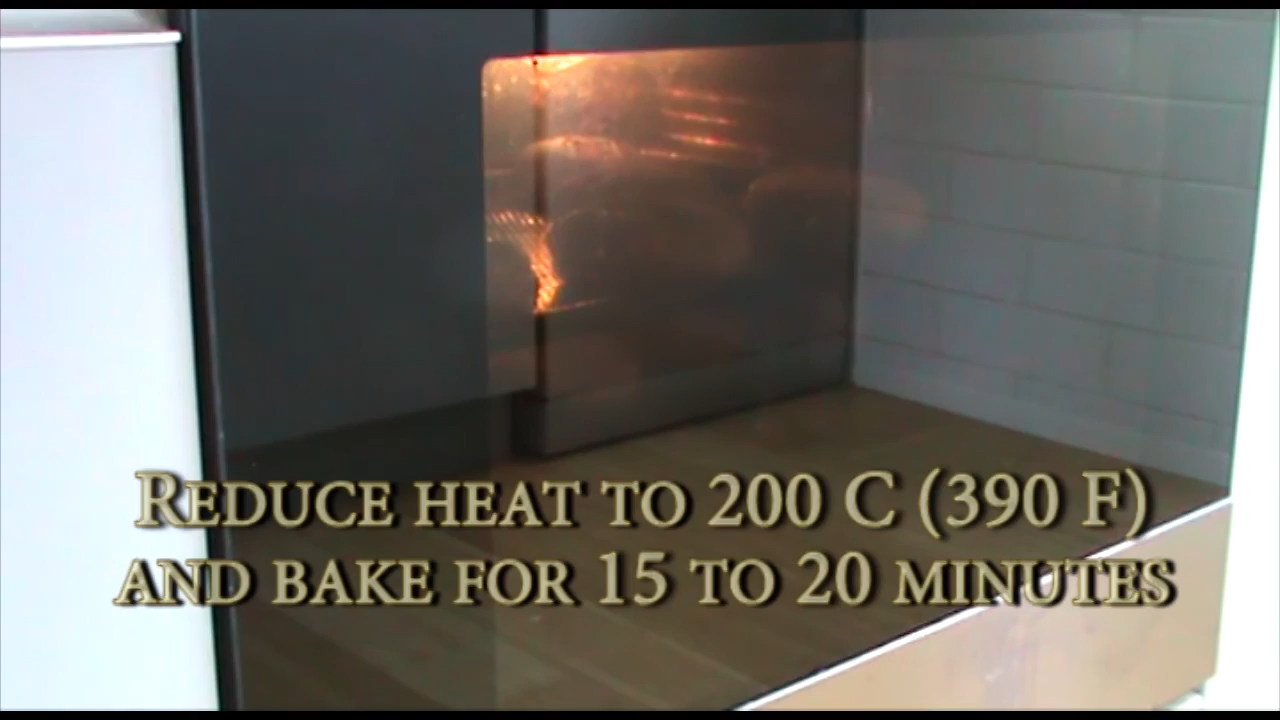 REDUCE HEAT TO 200 C (390 F)
AND BAKE FOR 15 TO 20 MINUTES